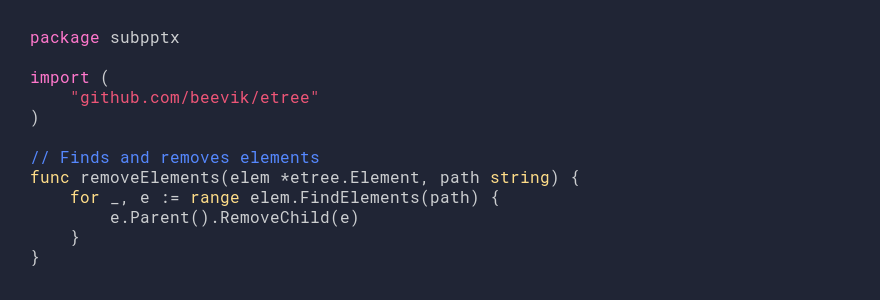 package subpptx

import (
    "github.com/beevik/etree"
)

// Finds and removes elements
func removeElements(elem *etree.Element, path string) {
    for _, e := range elem.FindElements(path) {
        e.Parent().RemoveChild(e)
    }
}